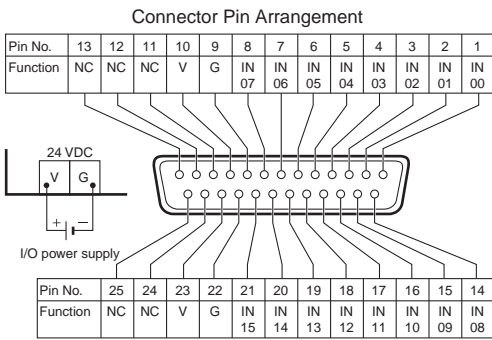 Connector Pin Arrangement
Pin No. 13 12 11 10 9 8 7 6 5 4 3 2 1
Function NC NC NC V G IN 07 IN 06 IN 05 IN 04 IN 03 IN 02 IN 01 IN 00
24 VDC
V G
+ −
I/O power supply
Pin No. 25 24 23 22 21 20 19 18 17 16 15 14
Function NC NC V G IN 15 IN 14 IN 13 IN 12 IN 11 IN 10 IN 09 IN 08